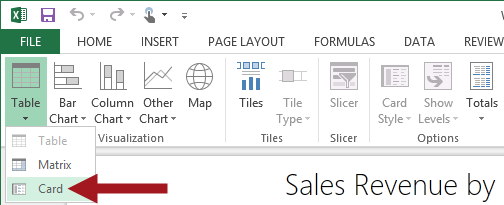 FILE HOME INSERT PAGE LAYOUT FORMULAS DATA REVIEW
Table Bar Chart Column Chart Other Chart Map Tiles Tile Type Slicer Card Style Show Levels Totals
Visualization Tiles Slicer Options
Table
Matrix
Card
Sales Revenue by